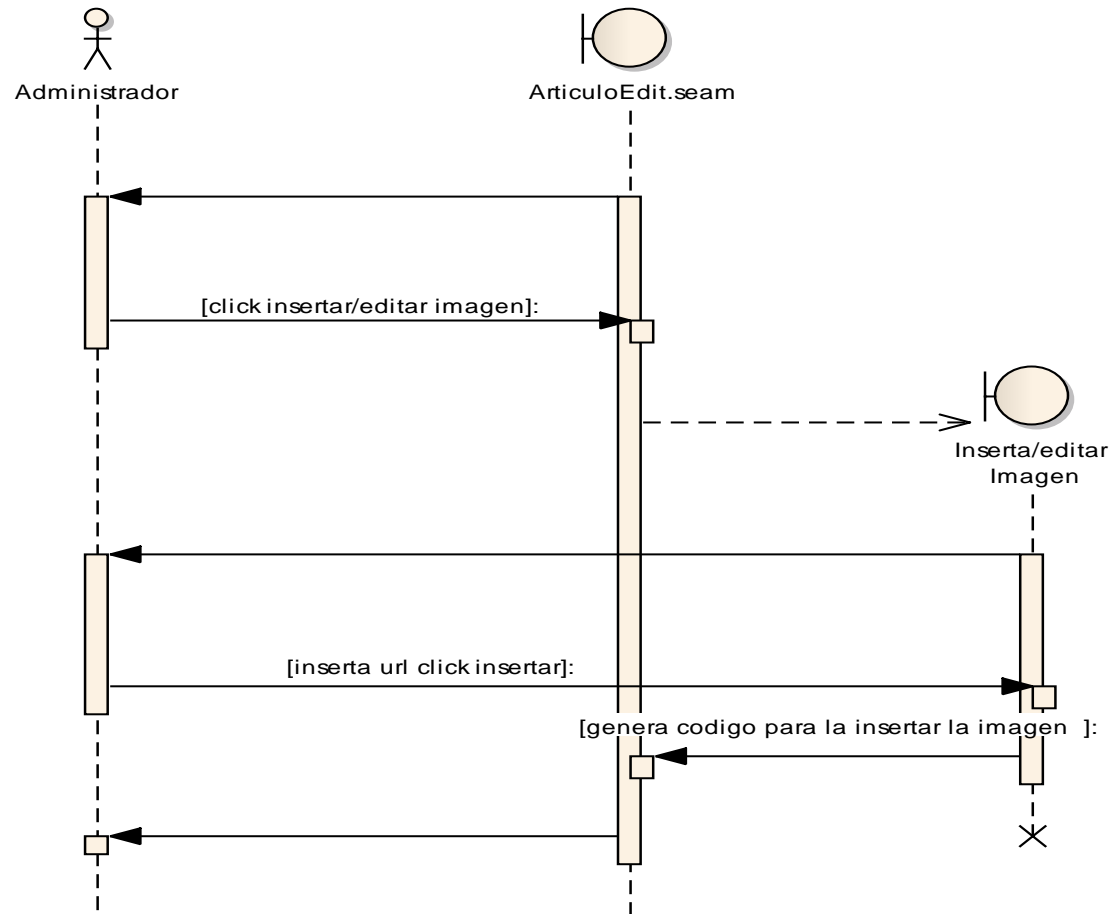 Administrador
ArticuloEdit.seam
[click insertar/editar imagen]:
Inserta/editar
Imagen
[inserta url click insertar]:
[genera codigo para la insertar la imagen ]: